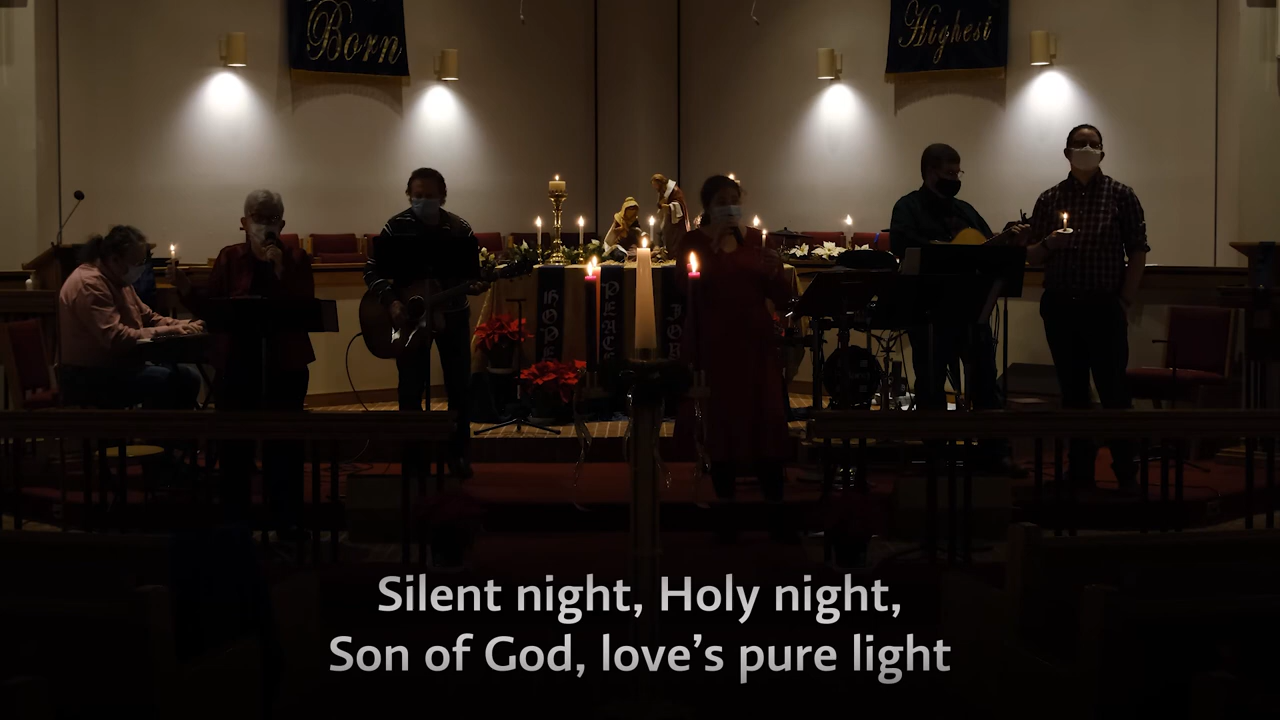 Born
Highest
HOPE
PEACE
JOY
Silent night, Holy night,
Son of God, love’s pure light